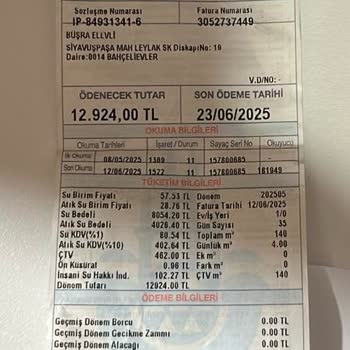 Sözleşme Numarası Fatura Numarası
IP-84931341-6 3052737449
BÜŞRA ELLVLİ
SİYAVUŞPAŞA MAH LEYLAK SK DiskapiNo: 19
Daire:0014 BAHÇELİEVLER
V.D/NO: -
ÖDENECEK TUTAR SON ÖDEME TARİHİ
12.924,00 TL 23/06/2025
OKUMA BİLGİLERİ
Okuma Tarihleri İşaret / Durum Sayaç Seri No Okuyucu
İlk Okuma 08/05/2025 1389 11 157800685 -
Son Okuma 12/06/2025 1522 11 157800685 181949
TÜKETİM BİLGİLERİ
Su Birim Fiyatı 57.53 TL Dönem 202505
Atık Su Birim Fiyatı 28.76 TL Fatura Tarihi 12/06/2025
Su Bedeli 8054.20 TL Ev/İş Yeri 1/0
Atık Su Bedeli 4026.40 TL Gün Sayısı 35
Su KDV(%1) 80.54 TL Toplam m³ 140
Atık Su KDV(%10) 402.64 TL Günlük m³ 4.00
ÇTV 462.00 TL Ek m³ 0
Ön Küsürat 0.96 TL Fark m³ 0
İnsani Su Hakkı İnd. 102.27 TL ÇTV m³ 140
Dönem Tutarı 12924.00 TL
ÖDEME BİLGİLERİ
Geçmiş Dönem Borcu 0.00 TL
Geçmiş Dönem Gecikme Zammı 0.00 TL
Geçmiş Dönem Alacağı 0.00 TL